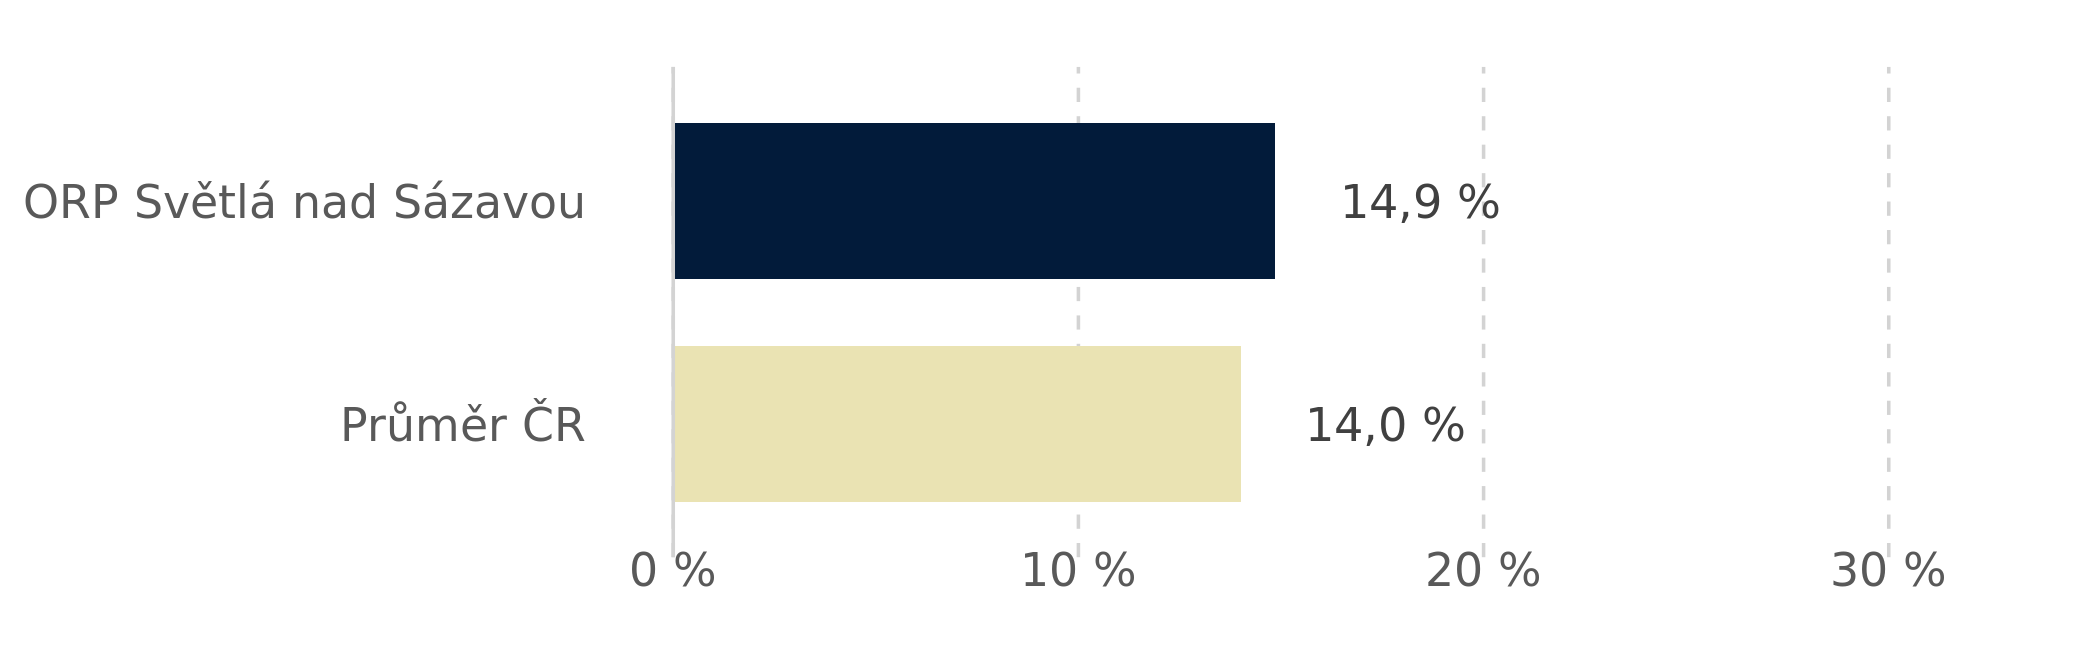 ORP Světlá nad Sázavou 14,9 %
Průměr ČR 14,0 %
0 % 10 % 20 % 30 %